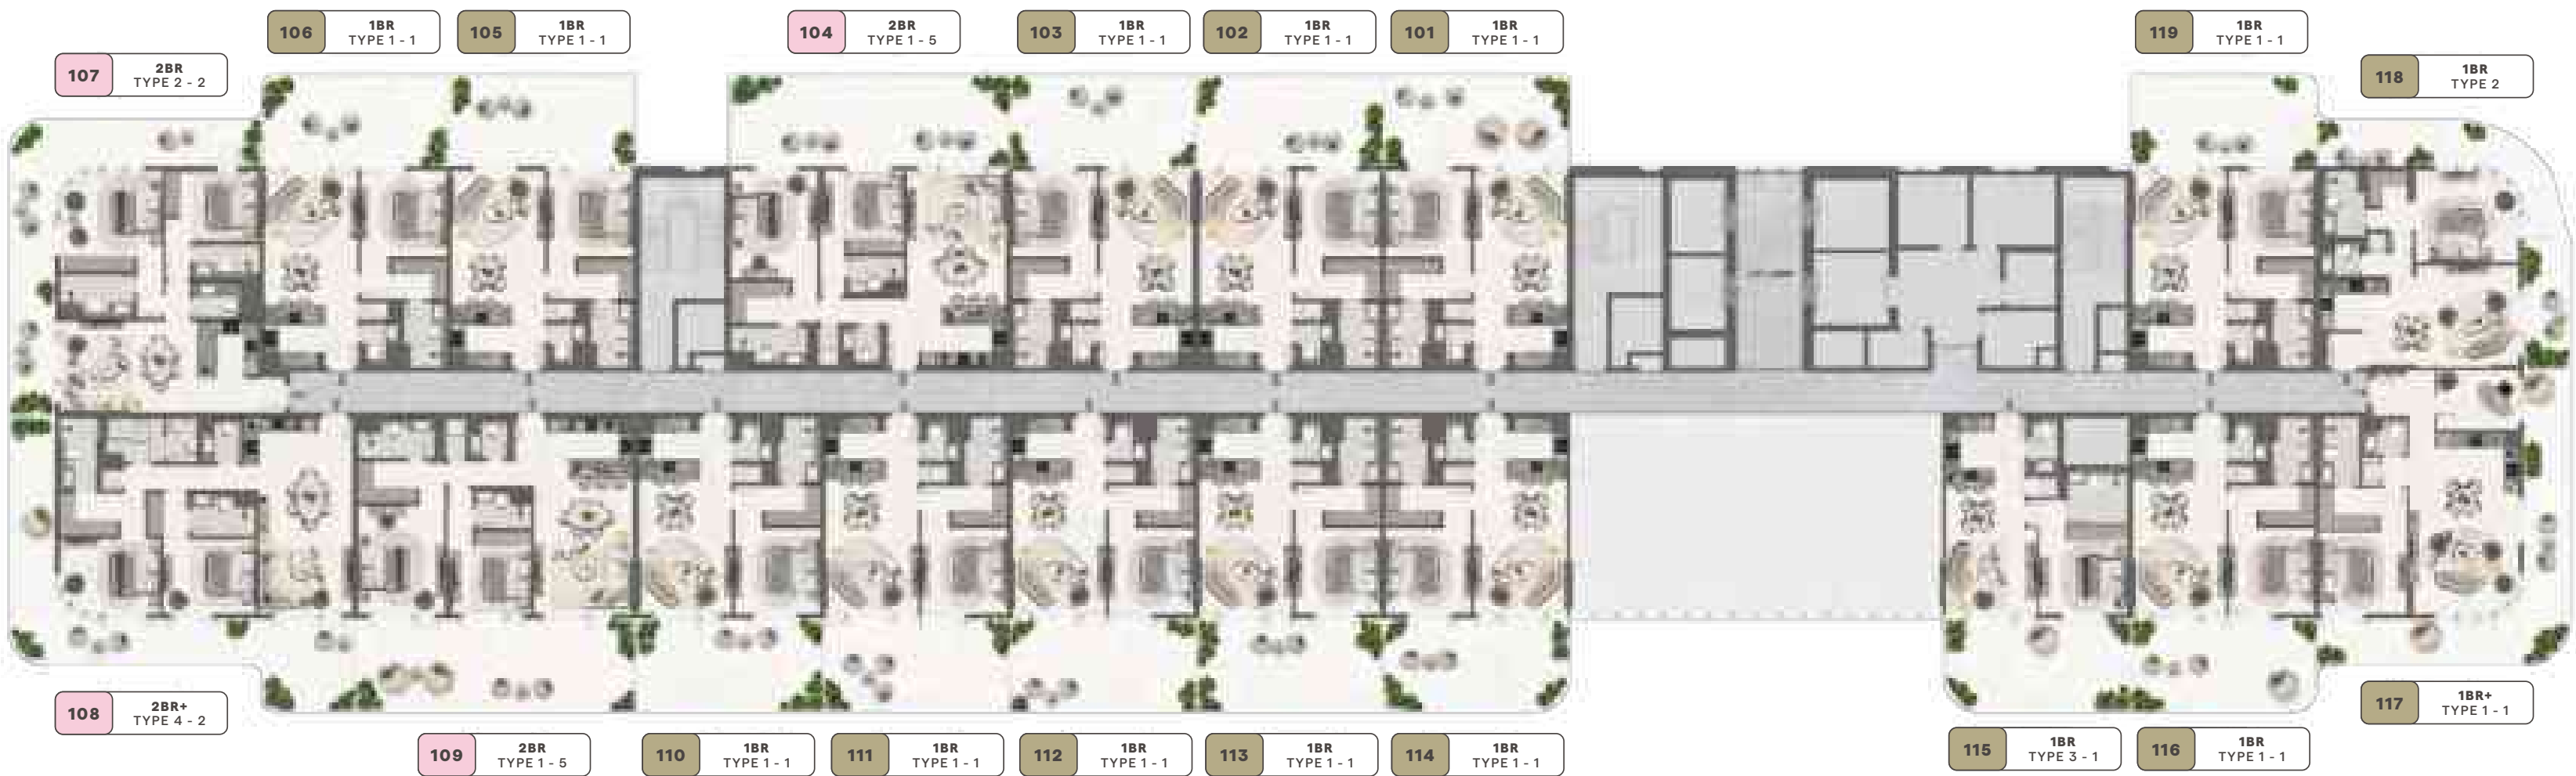 106
1BR
TYPE 1 - 1
105
1BR
TYPE 1 - 1
104
2BR
TYPE 1 - 5
103
1BR
TYPE 1 - 1
102
1BR
TYPE 1 - 1
101
1BR
TYPE 1 - 1
119
1BR
TYPE 1 - 1
107
2BR
TYPE 2 - 2
118
1BR
TYPE 2
108
2BR+
TYPE 4 - 2
117
1BR+
TYPE 1 - 1
109
2BR
TYPE 1 - 5
110
1BR
TYPE 1 - 1
111
1BR
TYPE 1 - 1
112
1BR
TYPE 1 - 1
113
1BR
TYPE 1 - 1
114
1BR
TYPE 1 - 1
115
1BR
TYPE 3 - 1
116
1BR
TYPE 1 - 1